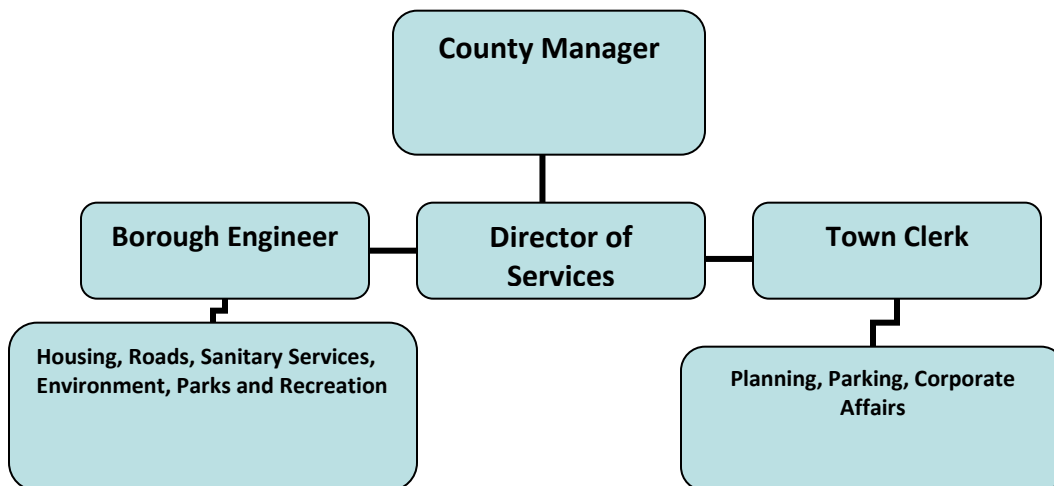 County Manager
Borough Engineer
Director of
Services
Town Clerk
Housing, Roads, Sanitary Services,
Environment, Parks and Recreation
Planning, Parking, Corporate
Affairs